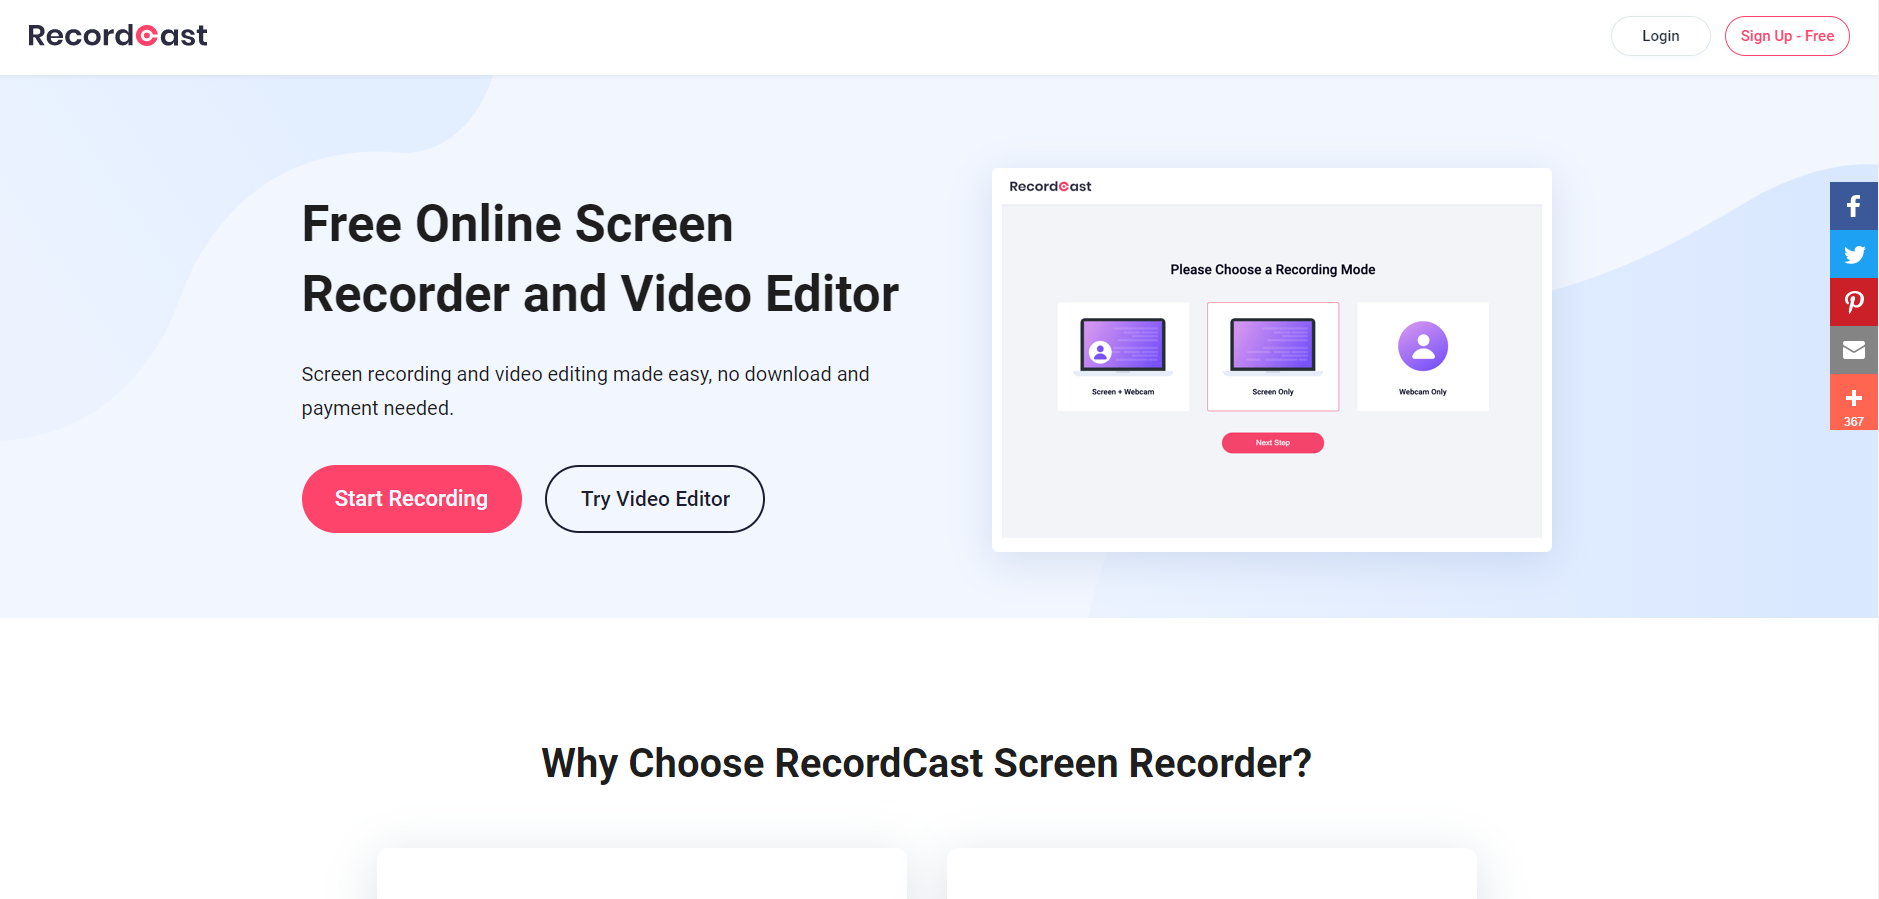 RecordCast
Login
Sign Up - Free
Free Online Screen
Recorder and Video Editor
Screen recording and video editing made easy, no download and
payment needed.
Start Recording
Try Video Editor
RecordCast
Please Choose a Recording Mode
Screen + Webcam
Screen Only
Webcam Only
Next Step
367
Why Choose RecordCast Screen Recorder?